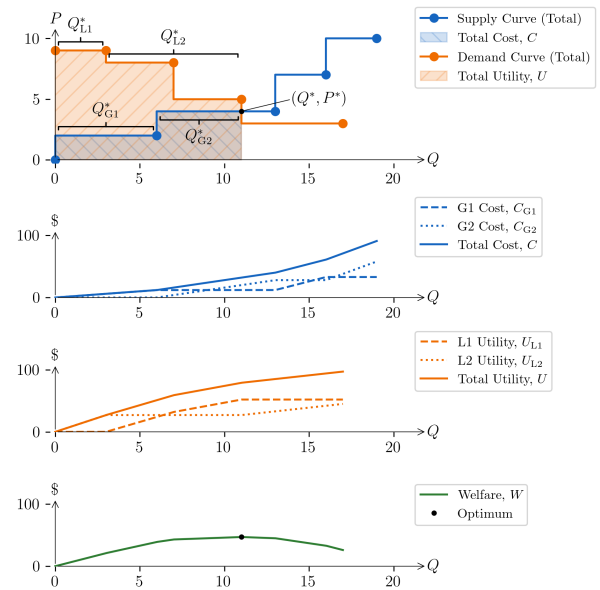 P
Q*L1
Q*L2
10
5
0
Q*G1
Q*G2
(Q*, P*)
0 5 10 15 20 Q
Supply Curve (Total)
Total Cost, C
Demand Curve (Total)
Total Utility, U
$
100
0
0 5 10 15 20 Q
G1 Cost, CG1
G2 Cost, CG2
Total Cost, C
$
100
0
0 5 10 15 20 Q
L1 Utility, UL1
L2 Utility, UL2
Total Utility, U
$
100
0
0 5 10 15 20 Q
Welfare, W
Optimum